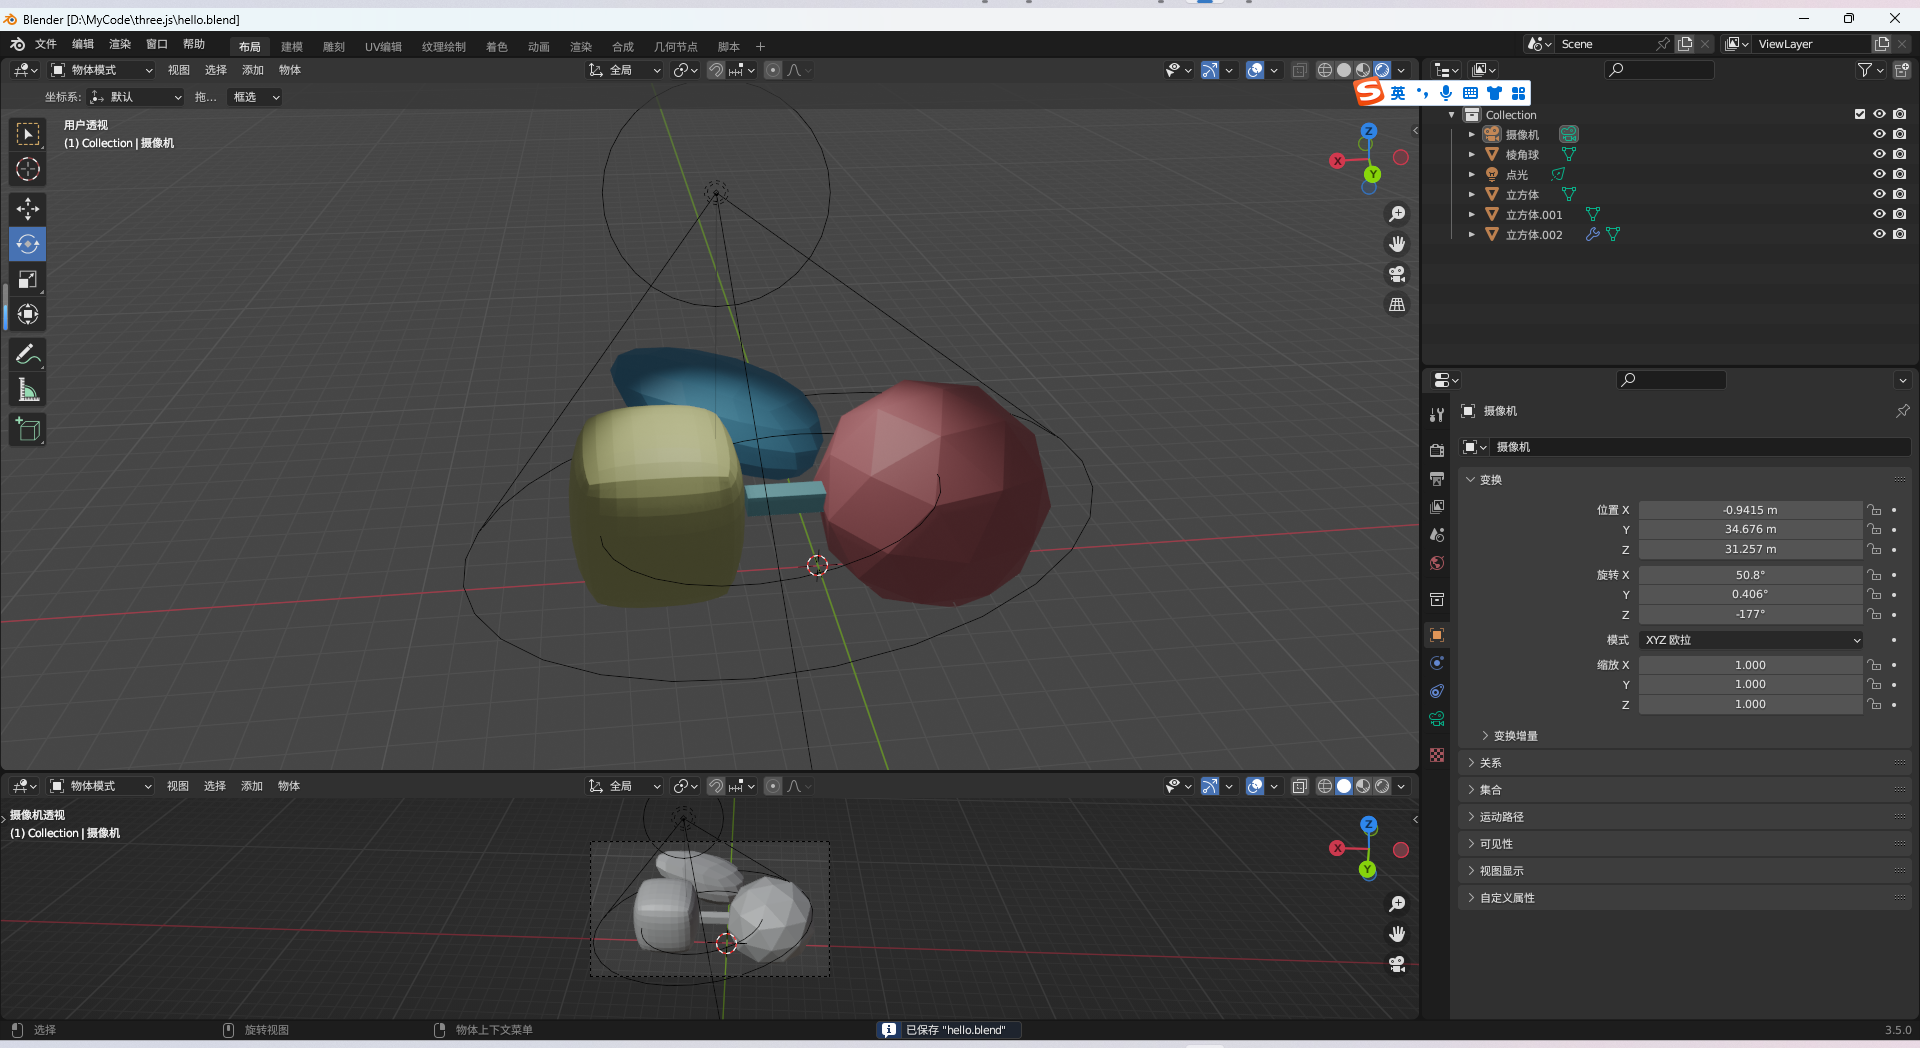 Blender [D:\MyCode\three.js\hello.blend]
文件 编辑 渲染 窗口 帮助 布局 建模 雕刻 UV编辑 纹理绘制 着色 动画 渲染 合成 几何节点 脚本 + Scene ViewLayer
物体模式 视图 选择 添加 物体 全局
坐标系: 默认 拖... 框选
英
用户透视
(1) Collection | 摄像机
Z
X
Y
Collection
摄像机
棱角球
点光
立方体
立方体.001
立方体.002
摄像机
摄像机
变换
位置 X -0.9415 m
Y 34.676 m
Z 31.257 m
旋转 X 50.8°
Y 0.406°
Z -177°
模式 XYZ 欧拉
缩放 X 1.000
Y 1.000
Z 1.000
变换增量
关系
集合
运动路径
可见性
视图显示
自定义属性
物体模式 视图 选择 添加 物体 全局
摄像机透视
(1) Collection | 摄像机
Z
X
Y
选择 旋转视图 物体上下文菜单 已保存 "hello.blend" 3.5.0